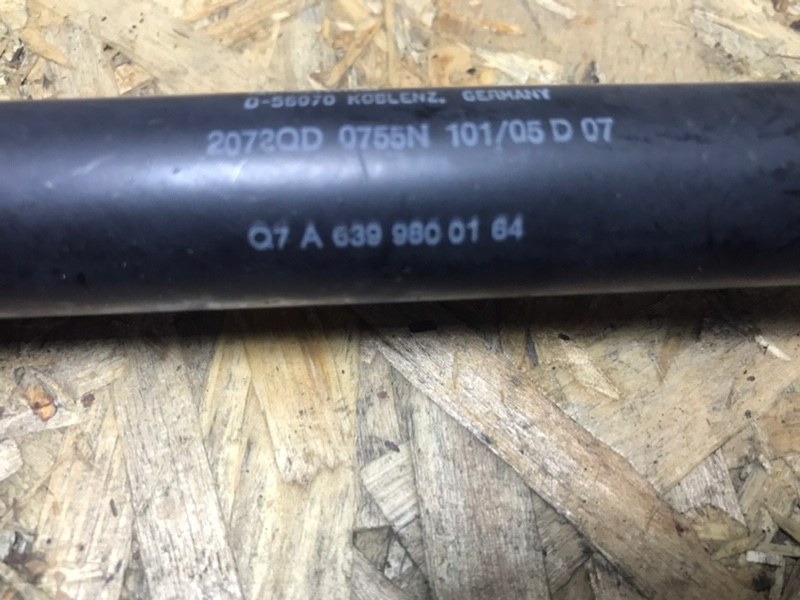 D-56070 KOBLENZ, GERMANY
2072QD 0755N 101/05 D 07
Q7 A 639 980 01 64